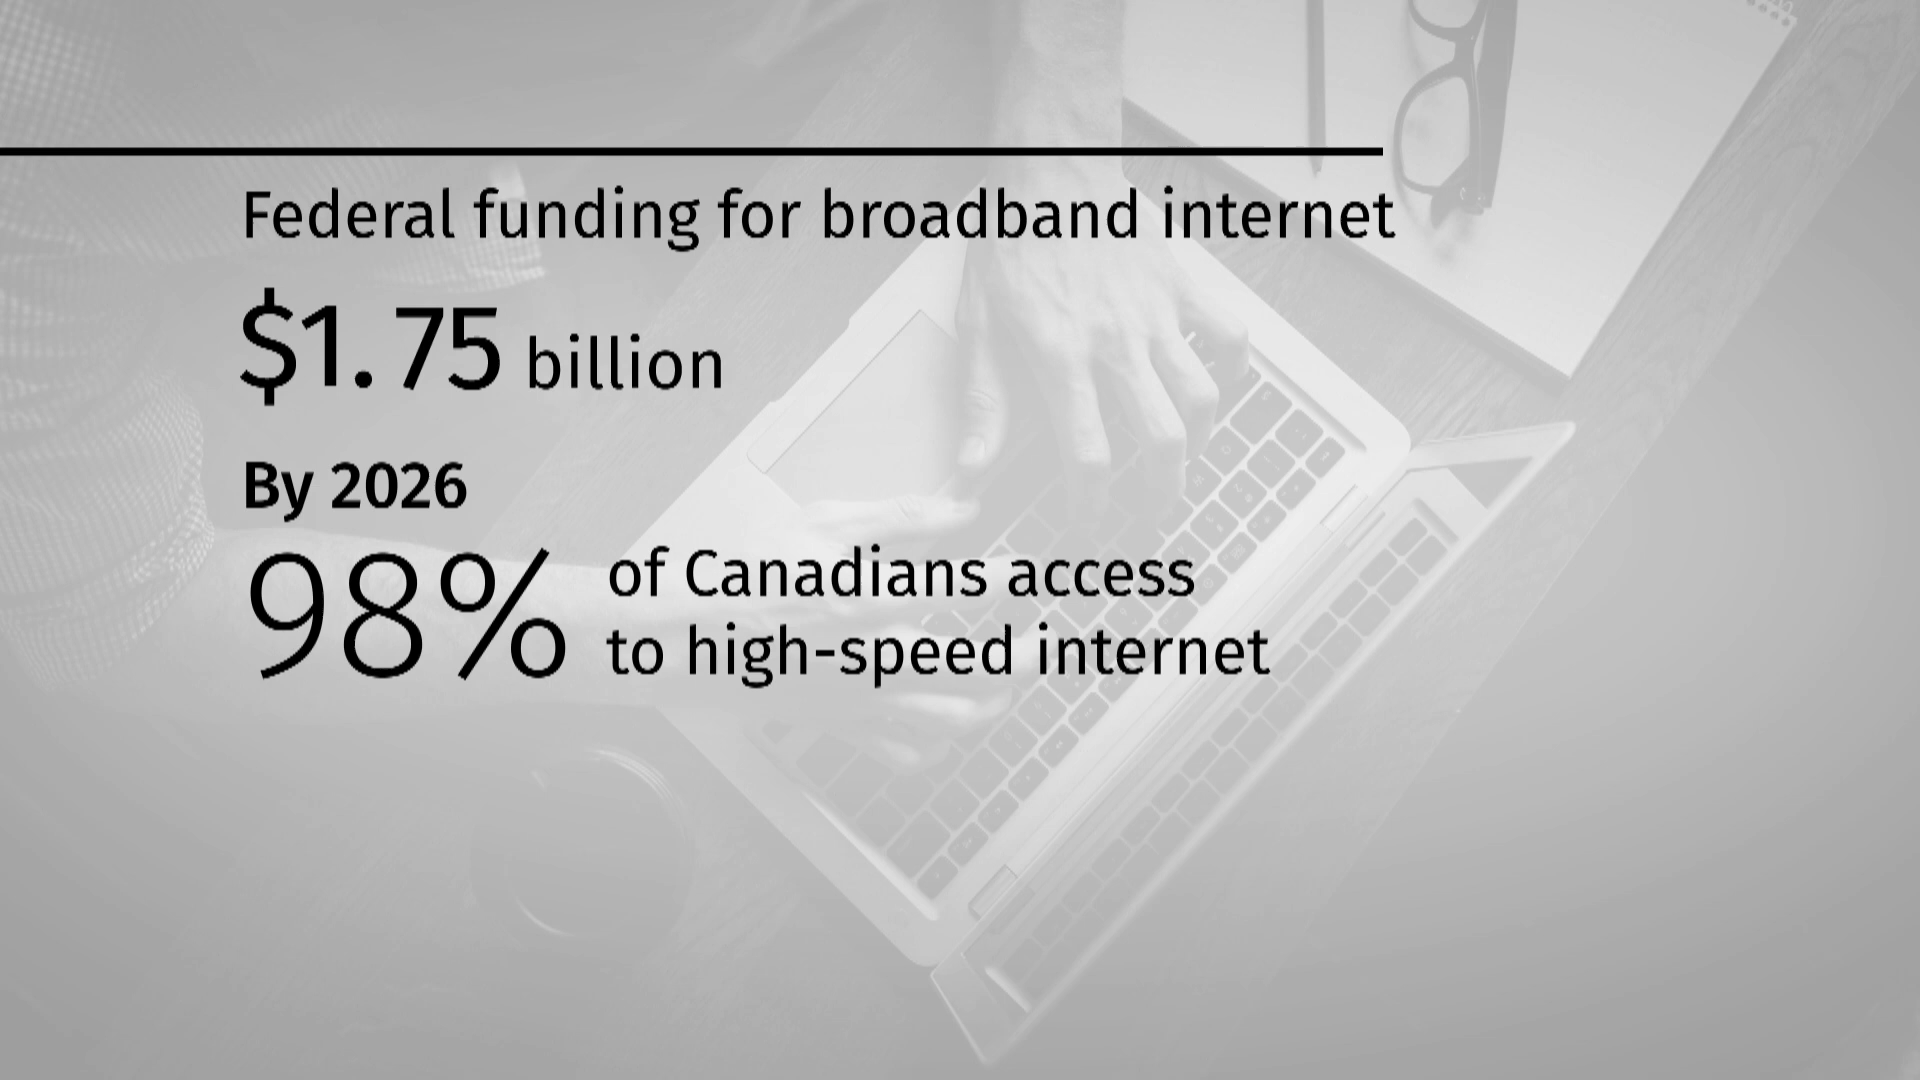 Federal funding for broadband internet
$1.75 billion
By 2026
98% of Canadians access
to high-speed internet